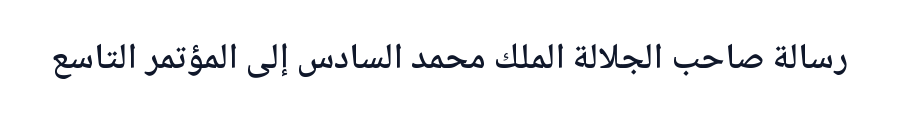 رسالة صاحب الجلالة الملك محمد السادس إلى المؤتمر التاسع